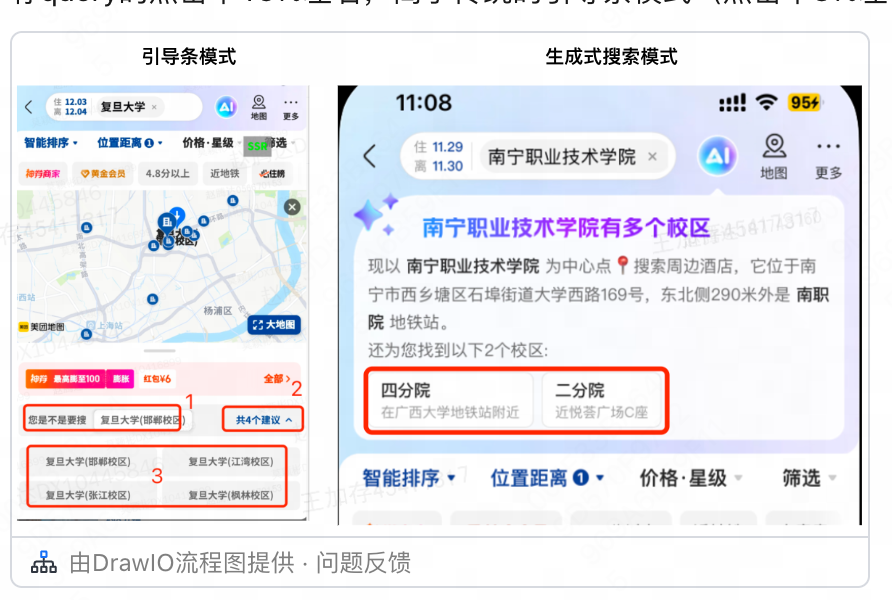 引导条模式
生成式搜索模式
住 12.03
离 12.04
复旦大学 ×
AI
地图
更多
智能排序
位置距离 1
价格·星级
筛选
神券商家
黄金会员
4.8分以上
近地铁
必住榜
杨浦区
上海站
美团地图
大地图
神券 最高膨至100 膨胀 红包¥6
全部 >
1
2
您是不是要搜 复旦大学(邯郸校区)
共4个建议
复旦大学(邯郸校区) 复旦大学(江湾校区)
3
复旦大学(张江校区) 复旦大学(枫林校区)
11:08
95
住 11.29
离 11.30
南宁职业技术学院 ×
AI
地图
更多
南宁职业技术学院有多个校区
现以 南宁职业技术学院 为中心点📍搜索周边酒店，它位于南
宁市西乡塘区石埠街道大学西路169号，东北侧290米外是 南职
院 地铁站。
还为您找到以下2个校区:
四分院
在广西大学地铁站附近
二分院
近悦荟广场C座
智能排序 位置距离 1 价格·星级 筛选
由DrawIO流程图提供 · 问题反馈